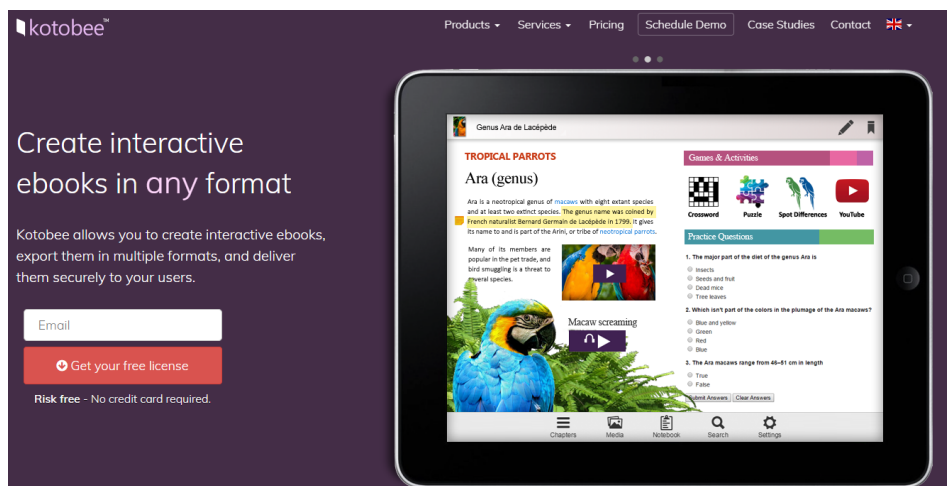 kotobee™
Products
Services
Pricing
Schedule Demo
Case Studies
Contact
Create interactive
ebooks in any format
Kotobee allows you to create interactive ebooks,
export them in multiple formats, and deliver
them securely to your users.
Email
Get your free license
Risk free - No credit card required.
Genus Ara de Lacépède
TROPICAL PARROTS
Ara (genus)
Ara is a neotropical genus of macaws with eight extant species
and at least two extinct species. The genus name was coined by
French naturalist Bernard Germain de Lacépède in 1799. It gives
its name to and is part of the Arini, or tribe of neotropical parrots.
Many of its members are
popular in the pet trade, and
bird smuggling is a threat to
several species.
Macaw screaming
Games & Activities
Crossword
Puzzle
Spot Differences
YouTube
Practice Questions
1. The major part of the diet of the genus Ara is
Insects
Seeds and fruit
Dead mice
Tree leaves
2. Which isn't part of the colors in the plumage of the Ara macaws?
Blue and yellow
Green
Red
Blue
3. The Ara macaws range from 46–51 cm in length
True
False
Submit Answers
Clear Answers
Chapters
Media
Notebook
Search
Settings